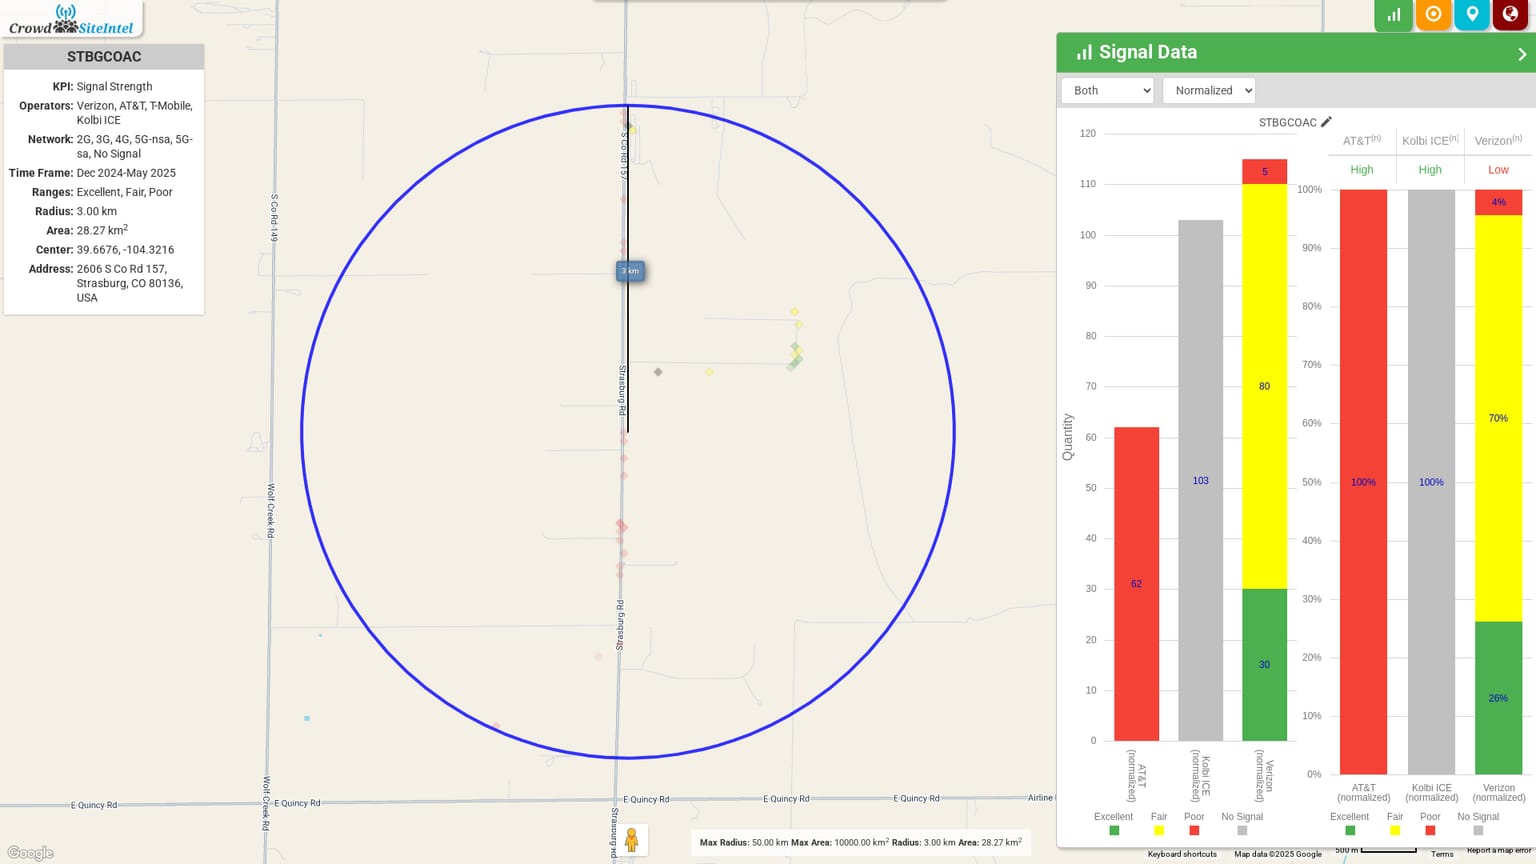 Crowd SiteIntel
STBGCOAC
KPI: Signal Strength
Operators: Verizon, AT&T, T-Mobile,
Kolbi ICE
Network: 2G, 3G, 4G, 5G-nsa, 5G-
sa, No Signal
Time Frame: Dec 2024-May 2025
Ranges: Excellent, Fair, Poor
Radius: 3.00 km
Area: 28.27 km2
Center: 39.6676, -104.3216
Address: 2606 S Co Rd 157,
Strasburg, CO 80136,
USA
S Co Rd 149
S Co Rd 157
3 km
Strasburg Rd
Wolf Creek Rd
Strasburg Rd
Wolf Creek Rd
Strasburg Rd
E Quincy Rd
E Quincy Rd
E Quincy Rd
E Quincy Rd
E Quincy Rd
Airline
Google
Max Radius: 50.00 km Max Area: 10000.00 km2 Radius: 3.00 km Area: 28.27 km2
Signal Data
Both
Normalized
STBGCOAC
Quantity
120
110
100
90
80
70
60
50
40
30
20
10
0
62
103
5
80
30
AT&T (normalized)
Kolbi ICE (normalized)
Verizon (normalized)
Excellent
Fair
Poor
No Signal
AT&T(n)
Kolbi ICE(n)
Verizon(n)
High
High
Low
100%
90%
80%
70%
60%
50%
40%
30%
20%
10%
0%
100%
100%
4%
70%
26%
AT&T
(normalized)
Kolbi ICE
(normalized)
Verizon
(normalized)
Excellent
Fair
Poor
No Signal
Keyboard shortcuts
Map data ©2025 Google
500 m
Terms
Report a map error